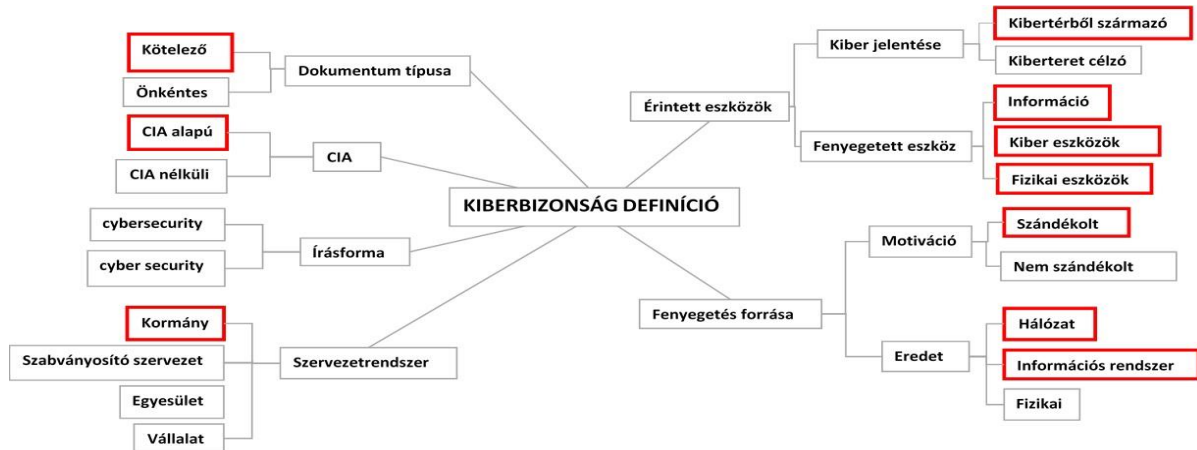 Kötelező
Önkéntes
Dokumentum típusa
CIA alapú
CIA nélküli
CIA
cybersecurity
cyber security
Írásforma
Kormány
Szabványosító szervezet
Egyesület
Vállalat
Szervezetrendszer
KIBERBIZONSÁG DEFINÍCIÓ
Érintett eszközök
Kiber jelentése
Kibertérből származó
Kiberteret célzó
Fenyegetett eszköz
Információ
Kiber eszközök
Fizikai eszközök
Fenyegetés forrása
Motiváció
Szándékolt
Nem szándékolt
Eredet
Hálózat
Információs rendszer
Fizikai